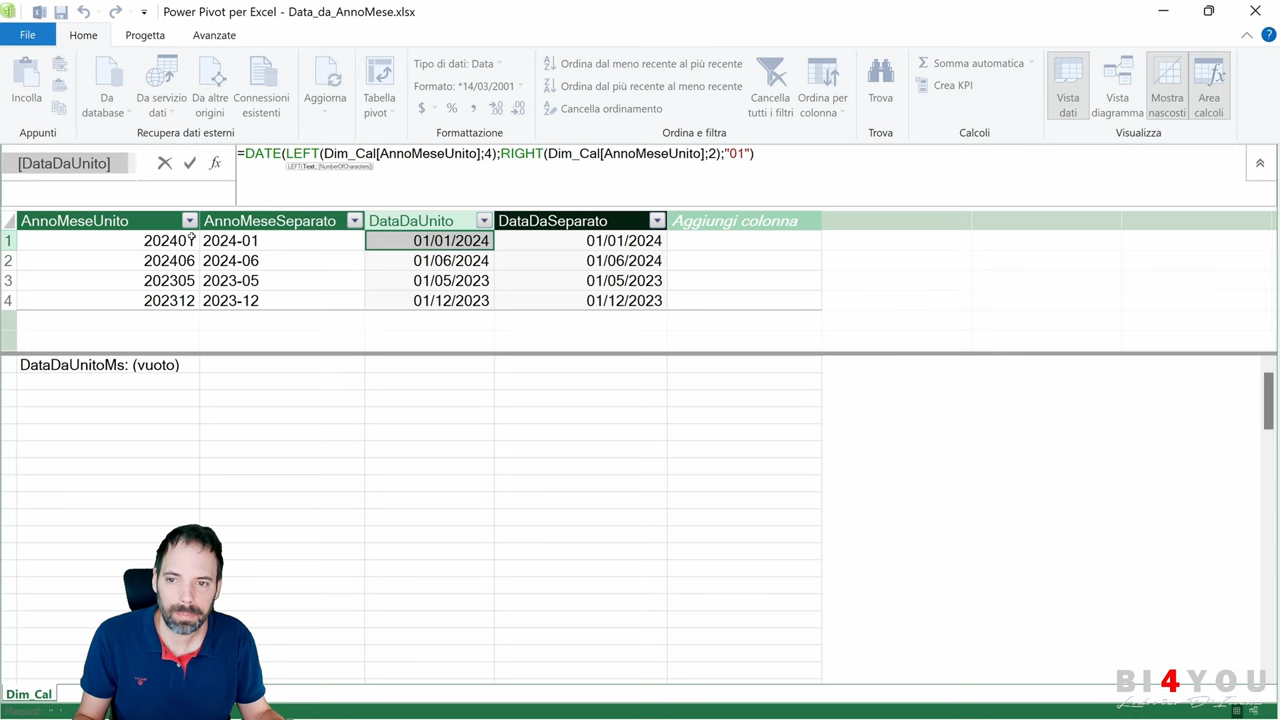 Power Pivot per Excel - Data_da_AnnoMese.xlsx
File Home Progetta Avanzate
Incolla
Appunti
Da database
Da servizio dati
Da altre origini
Connessioni esistenti
Recupera dati esterni
Aggiorna
Tabella pivot
Tipo di dati: Data
Formato: *14/03/2001
$ % ,
Formattazione
Ordina dal meno recente al più recente
Ordina dal più recente al meno recente
Cancella ordinamento
Cancella tutti i filtri
Ordina per colonna
Ordina e filtra
Trova
Trova
Somma automatica
Crea KPI
Calcoli
Vista dati
Vista diagramma
Mostra nascosti
Area calcoli
Visualizza
[DataDaUnito] fx =DATE(LEFT(Dim_Cal[AnnoMeseUnito];4);RIGHT(Dim_Cal[AnnoMeseUnito];2);"01")
LEFT(Text; [NumberOfCharacters])
AnnoMeseUnito AnnoMeseSeparato DataDaUnito DataDaSeparato Aggiungi colonna
1 202401 2024-01 01/01/2024 01/01/2024
2 202406 2024-06 01/06/2024 01/06/2024
3 202305 2023-05 01/05/2023 01/05/2023
4 202312 2023-12 01/12/2023 01/12/2023
DataDaUnitoMs: (vuoto)
BI4YOU
Dim_Cal
Record: